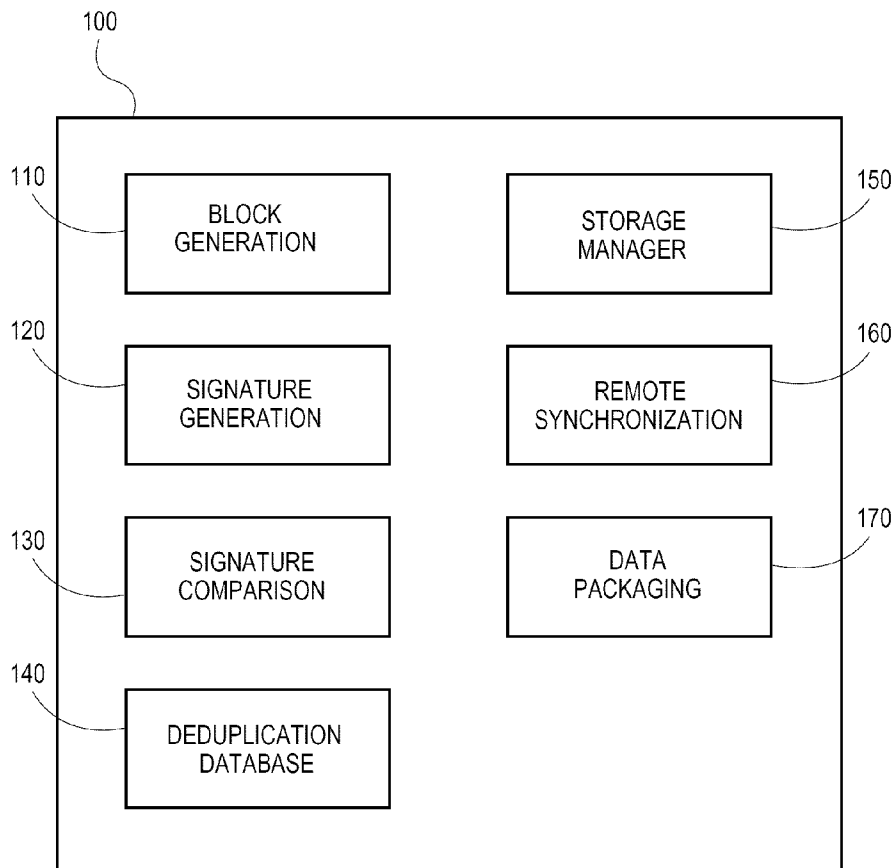 100
110
BLOCK
GENERATION
150
STORAGE
MANAGER
120
SIGNATURE
GENERATION
160
REMOTE
SYNCHRONIZATION
130
SIGNATURE
COMPARISON
170
DATA
PACKAGING
140
DEDUPLICATION
DATABASE